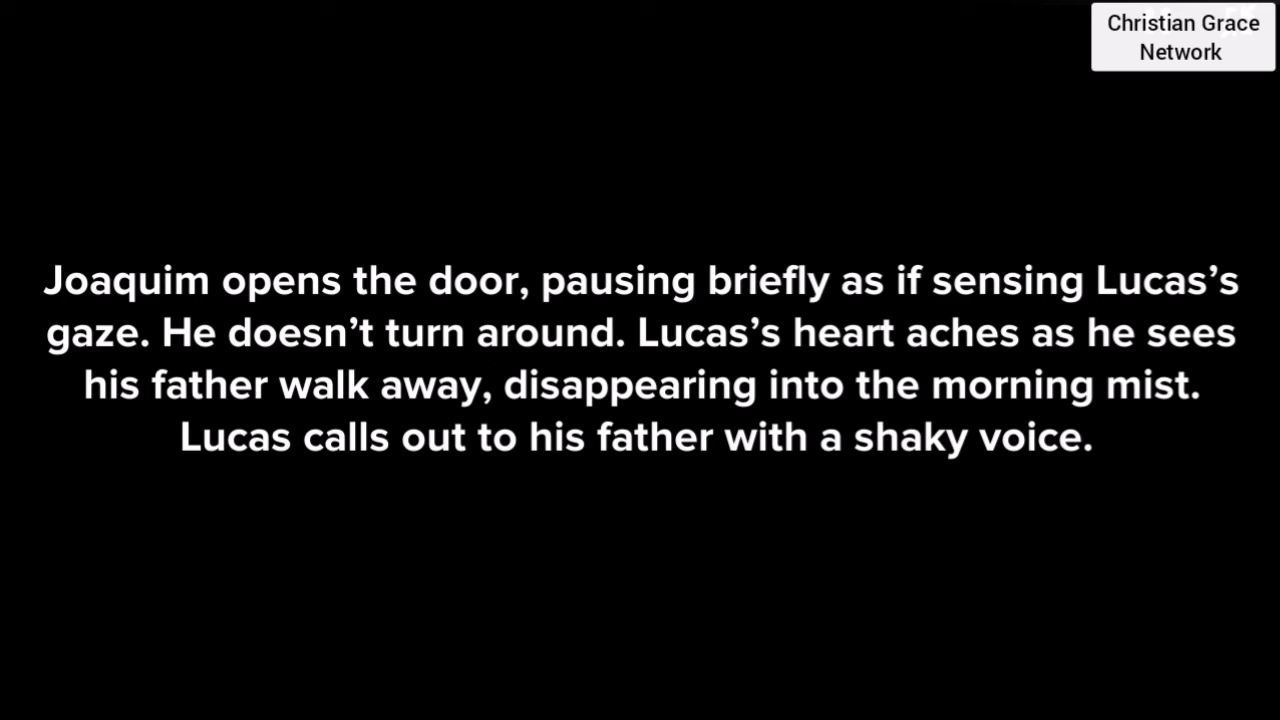 Christian Grace
Network
Joaquim opens the door, pausing briefly as if sensing Lucas’s
gaze. He doesn’t turn around. Lucas’s heart aches as he sees
his father walk away, disappearing into the morning mist.
Lucas calls out to his father with a shaky voice.